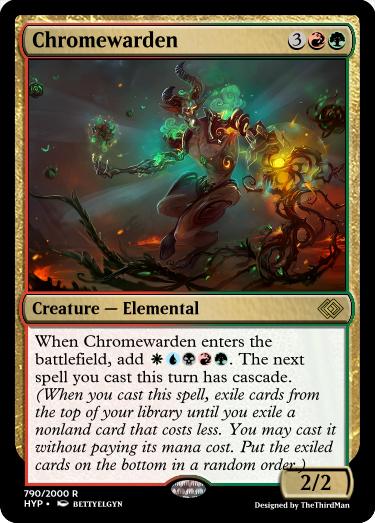 Chromewarden 3
Creature — Elemental
When Chromewarden enters the
battlefield, add . The next
spell you cast this turn has cascade.
(When you cast this spell, exile cards from
the top of your library until you exile a
nonland card that costs less. You may cast it
without paying its mana cost. Put the exiled
cards on the bottom in a random order.)
2/2
790/2000 R
HYP • BETTYELGYN
Designed by TheThirdMan